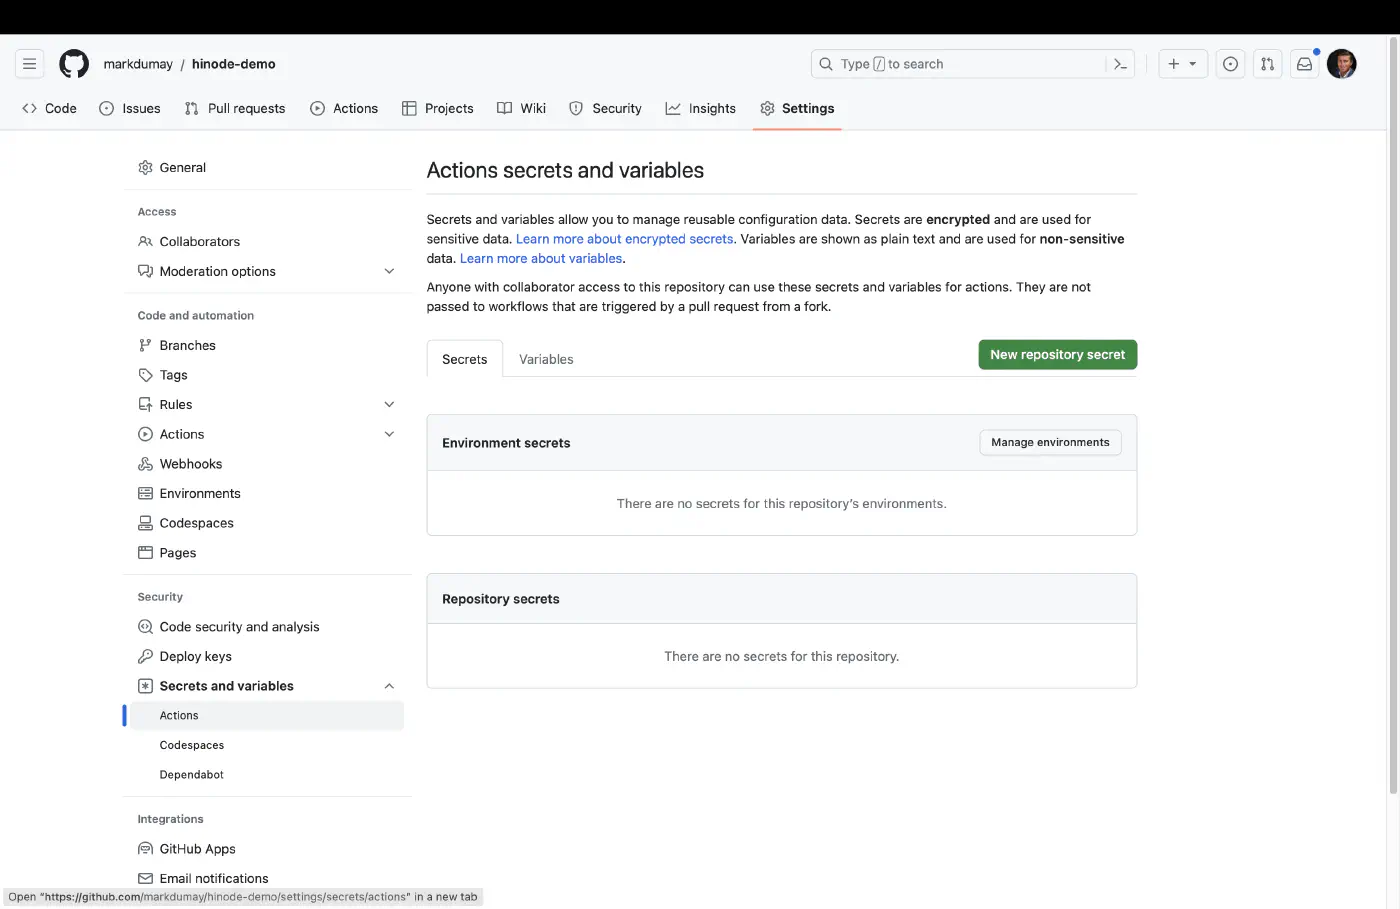 markdumay / hinode-demo
Type / to search
Code
Issues
Pull requests
Actions
Projects
Wiki
Security
Insights
Settings
General
Access
Collaborators
Moderation options
Code and automation
Branches
Tags
Rules
Actions
Webhooks
Environments
Codespaces
Pages
Security
Code security and analysis
Deploy keys
Secrets and variables
Actions
Codespaces
Dependabot
Integrations
GitHub Apps
Email notifications
Actions secrets and variables
Secrets and variables allow you to manage reusable configuration data. Secrets are encrypted and are used for
sensitive data. Learn more about encrypted secrets. Variables are shown as plain text and are used for non-sensitive
data. Learn more about variables.
Anyone with collaborator access to this repository can use these secrets and variables for actions. They are not
passed to workflows that are triggered by a pull request from a fork.
Secrets
Variables
New repository secret
Environment secrets
Manage environments
There are no secrets for this repository’s environments.
Repository secrets
There are no secrets for this repository.
Open “https://github.com/markdumay/hinode-demo/settings/secrets/actions” in a new tab